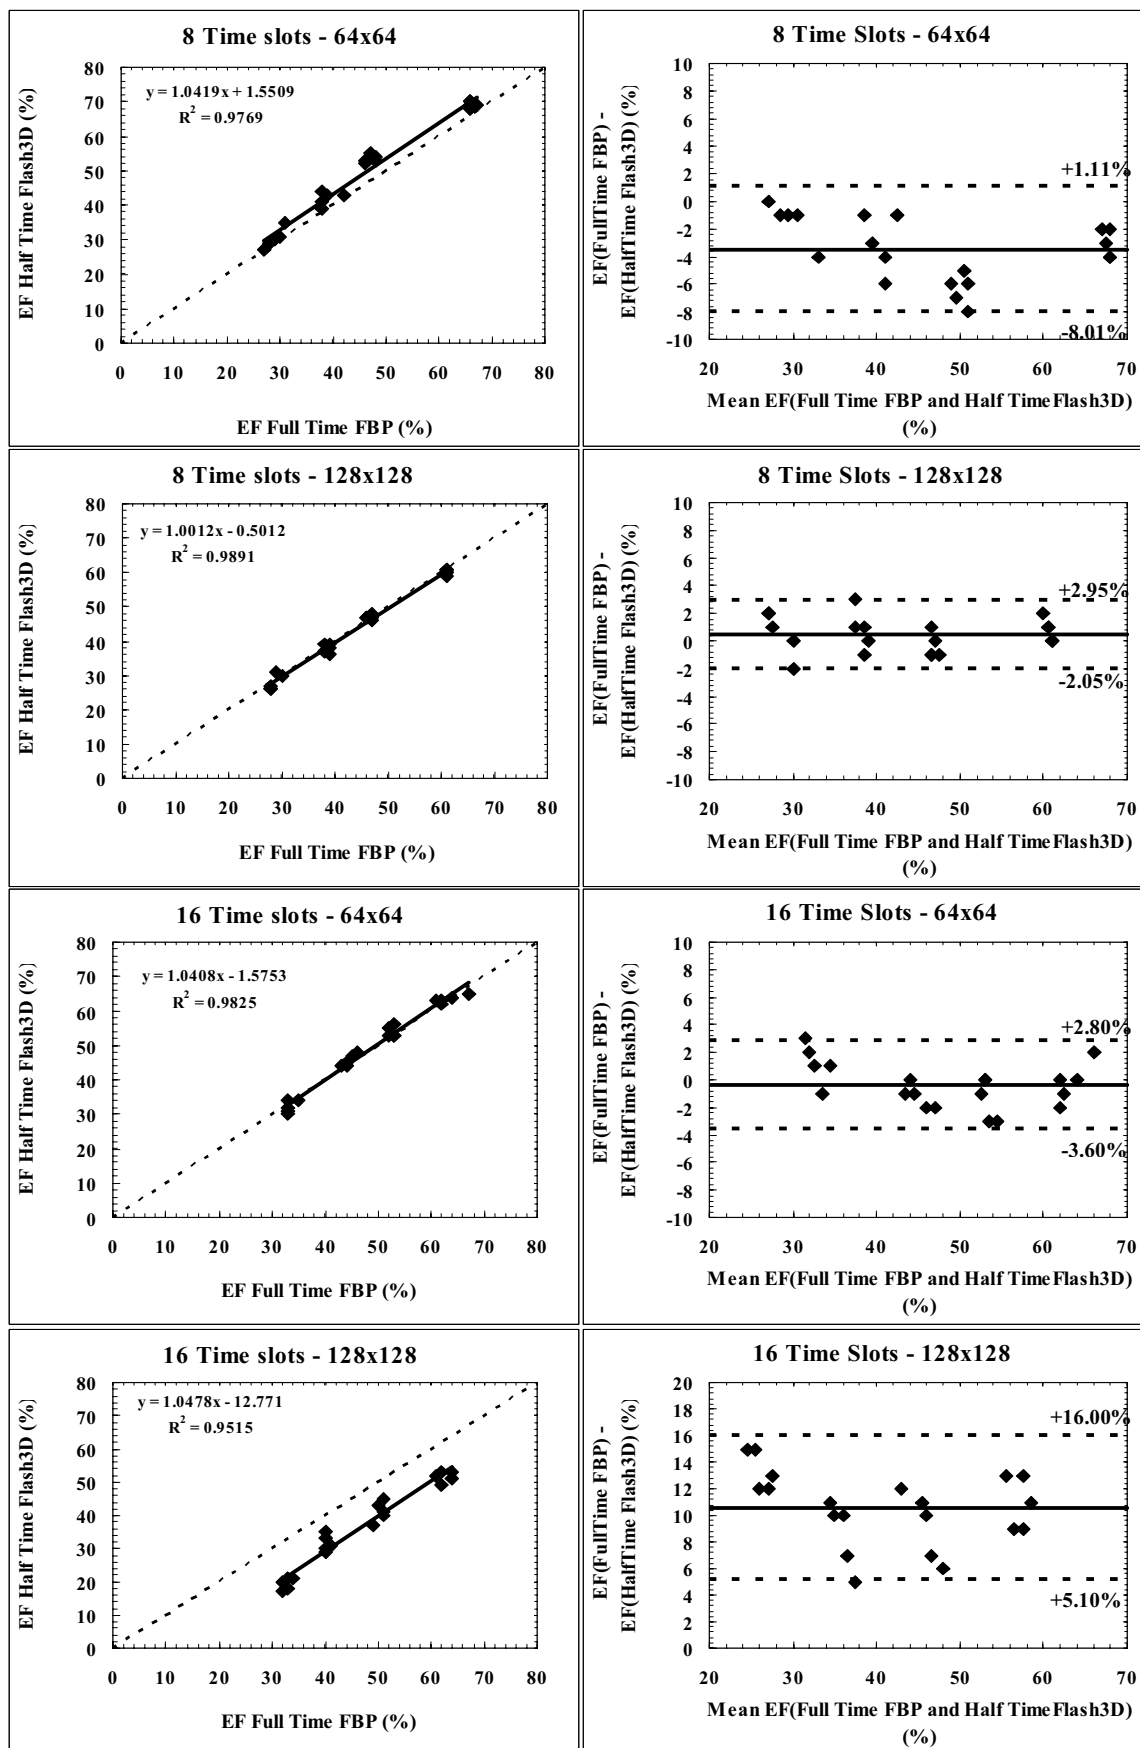 8 Time slots - 64x64
y = 1.0419x + 1.5509
R² = 0.9769
EF Half Time Flash3D (%)
80
70
60
50
40
30
20
10
0
0 10 20 30 40 50 60 70 80
EF Full Time FBP (%)
8 Time Slots - 64x64
EF(FullTime FBP) -
EF(HalfTime Flash3D) (%)
10
8
6
4
2
0
-2
-4
-6
-8
-10
+1.11%
-8.01%
20 30 40 50 60 70
Mean EF(Full Time FBP and Half TimeFlash3D)
(%)
8 Time slots - 128x128
y = 1.0012x - 0.5012
R² = 0.9891
EF Half Time Flash3D (%)
80
70
60
50
40
30
20
10
0
0 10 20 30 40 50 60 70 80
EF Full Time FBP (%)
8 Time Slots - 128x128
EF(FullTime FBP) -
EF(HalfTime Flash3D) (%)
10
8
6
4
2
0
-2
-4
-6
-8
-10
+2.95%
-2.05%
20 30 40 50 60 70
Mean EF(Full Time FBP and Half TimeFlash3D)
(%)
16 Time slots - 64x64
y = 1.0408x - 1.5753
R² = 0.9825
EF Half Time Flash3D (%)
80
70
60
50
40
30
20
10
0
0 10 20 30 40 50 60 70 80
EF Full Time FBP (%)
16 Time Slots - 64x64
EF(FullTime FBP) -
EF(HalfTime Flash3D) (%)
10
8
6
4
2
0
-2
-4
-6
-8
-10
+2.80%
-3.60%
20 30 40 50 60 70
Mean EF(Full Time FBP and Half TimeFlash3D)
(%)
16 Time slots - 128x128
y = 1.0478x - 12.771
R² = 0.9515
EF Half Time Flash3D (%)
80
70
60
50
40
30
20
10
0
0 10 20 30 40 50 60 70 80
EF Full Time FBP (%)
16 Time Slots - 128x128
EF(FullTime FBP) -
EF(HalfTime Flash3D) (%)
20
18
16
14
12
10
8
6
4
2
0
+16.00%
+5.10%
20 30 40 50 60 70
Mean EF(Full Time FBP and Half TimeFlash3D)
(%)